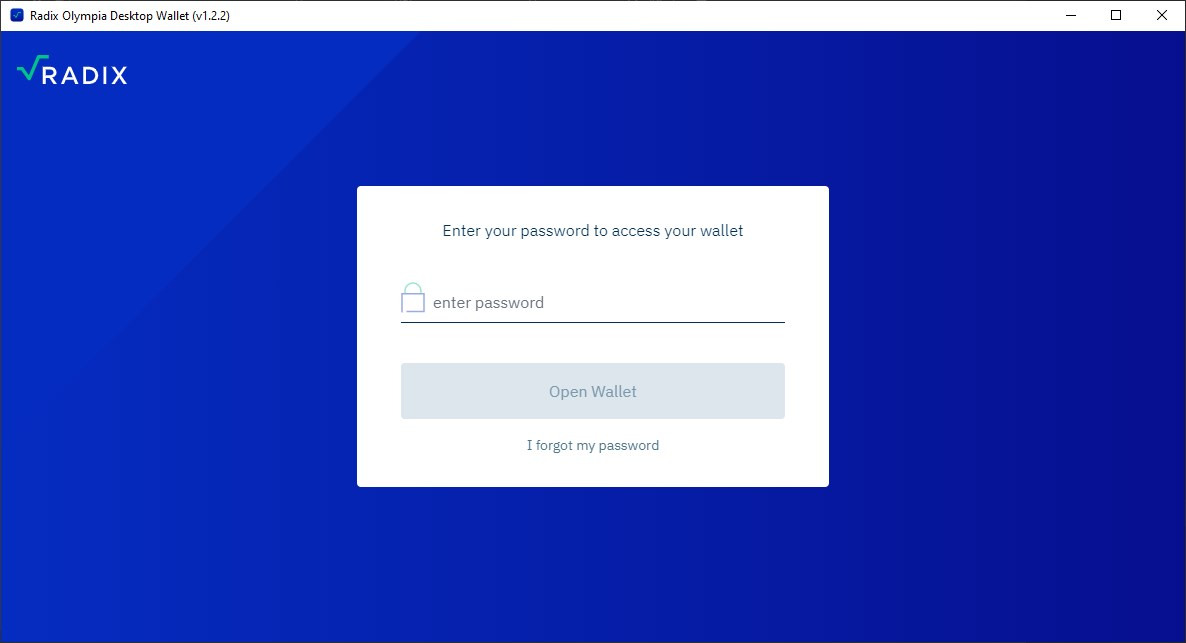 Radix Olympia Desktop Wallet (v1.2.2)
RADIX
Enter your password to access your wallet
enter password
Open Wallet
I forgot my password